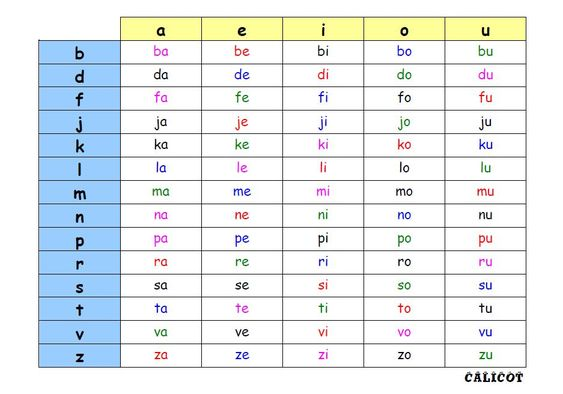 a e i o u
b ba be bi bo bu
d da de di do du
f fa fe fi fo fu
j ja je ji jo ju
k ka ke ki ko ku
l la le li lo lu
m ma me mi mo mu
n na ne ni no nu
p pa pe pi po pu
r ra re ri ro ru
s sa se si so su
t ta te ti to tu
v va ve vi vo vu
z za ze zi zo zu
CALICOT